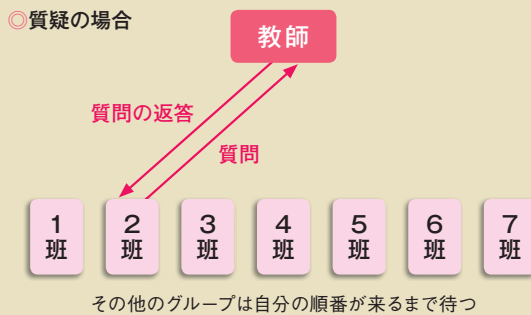 ◎質疑の場合
教師
質問の返答
質問
1
班
2
班
3
班
4
班
5
班
6
班
7
班
その他のグループは自分の順番が来るまで待つ